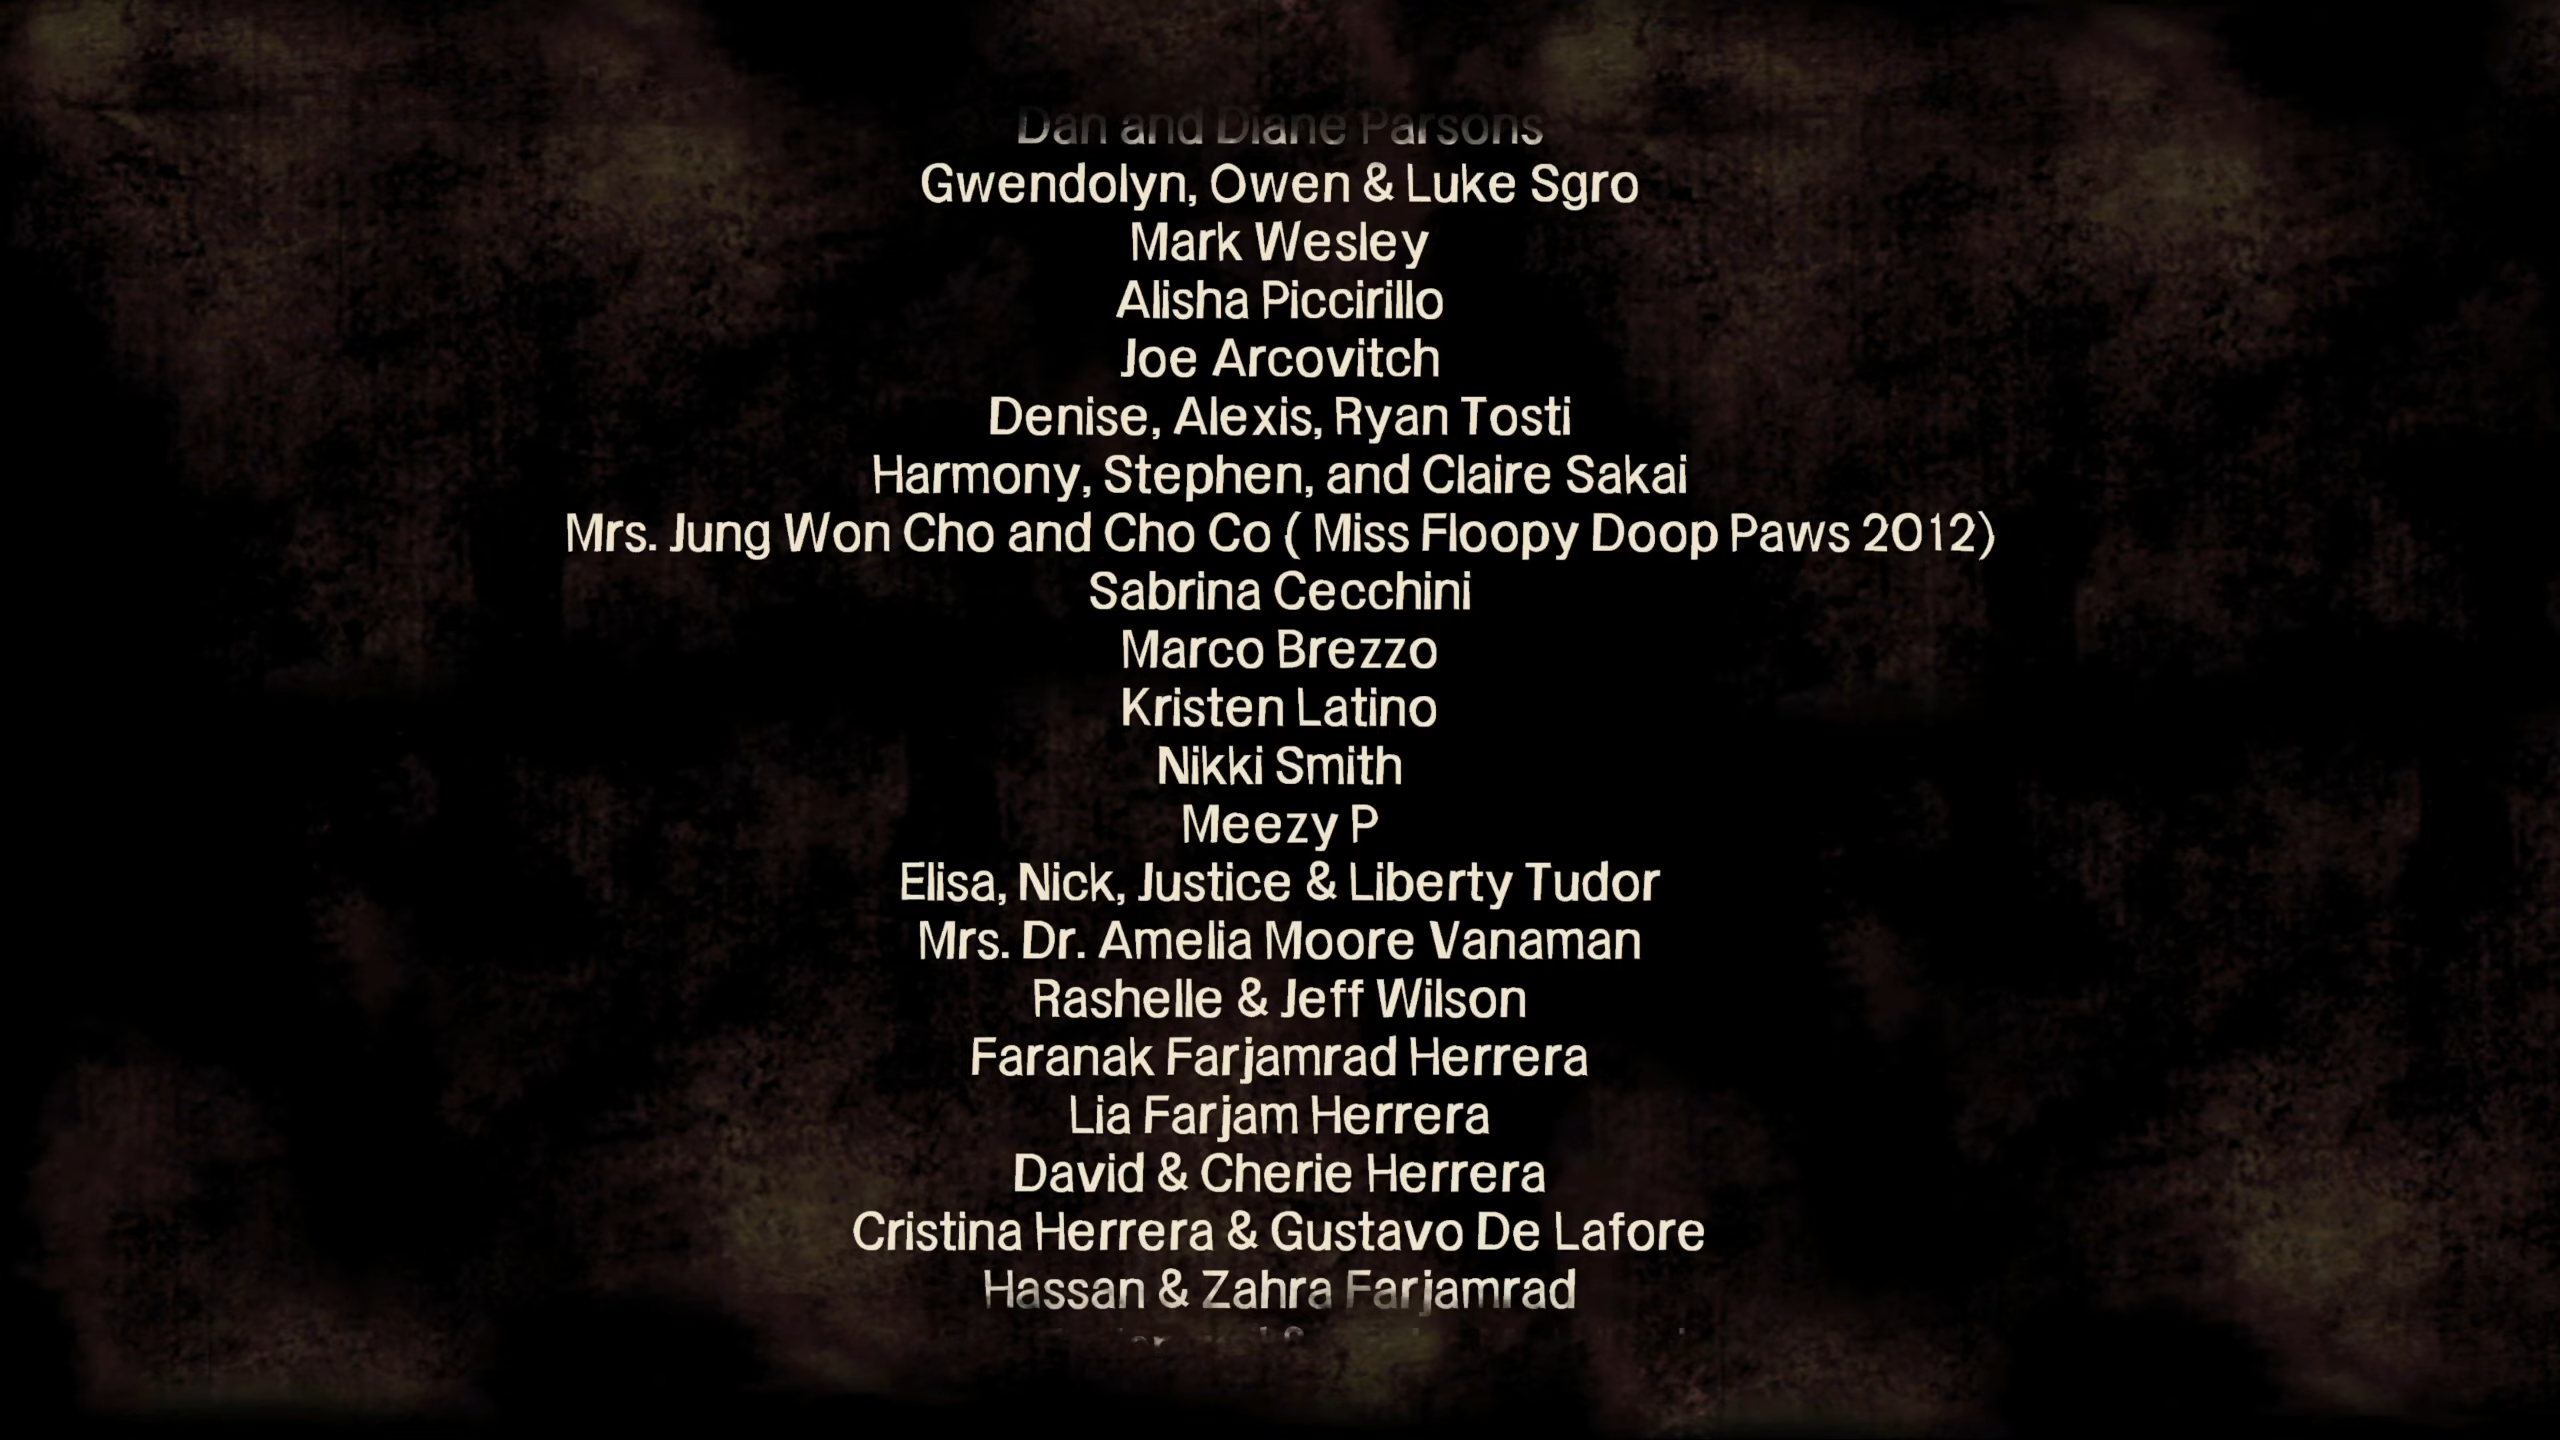 Dan and Diane Parsons
Gwendolyn, Owen & Luke Sgro
Mark Wesley
Alisha Piccirillo
Joe Arcovitch
Denise, Alexis, Ryan Tosti
Harmony, Stephen, and Claire Sakai
Mrs. Jung Won Cho and Cho Co ( Miss Floopy Doop Paws 2012)
Sabrina Cecchini
Marco Brezzo
Kristen Latino
Nikki Smith
Meezy P
Elisa, Nick, Justice & Liberty Tudor
Mrs. Dr. Amelia Moore Vanaman
Rashelle & Jeff Wilson
Faranak Farjamrad Herrera
Lia Farjam Herrera
David & Cherie Herrera
Cristina Herrera & Gustavo De Lafore
Hassan & Zahra Farjamrad